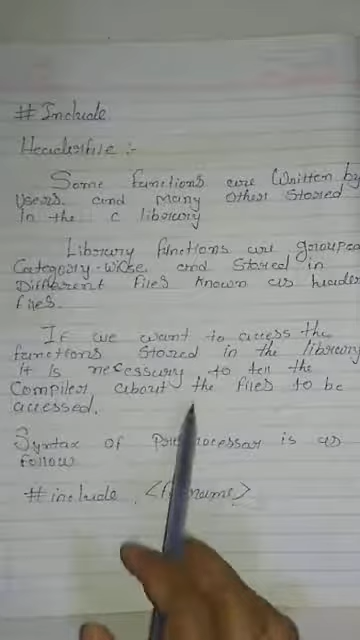 # Include
Headerfile :-
Some functions are Written by
Users and many other Stored
In the C library
Library functions are grouped
Category-wise and Stored in
Different files known as header
files.
If we want to access the
functions Stored in the library
it is necessary to tell the
Compiler about the files to be
accessed.
Syntax of Preprocessor is as
follow
#include <